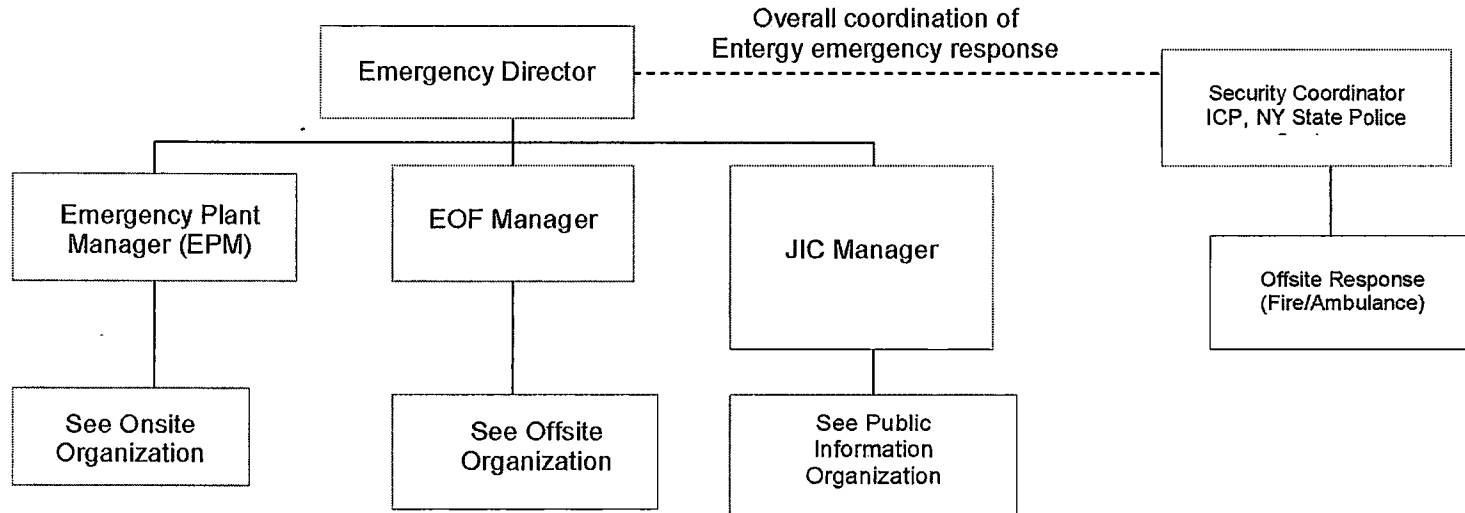 Overall coordination of
Entergy emergency response
Emergency Director
Security Coordinator
ICP, NY State Police
Emergency Plant
Manager (EPM)
EOF Manager
JIC Manager
Offsite Response
(Fire/Ambulance)
See Onsite
Organization
See Offsite
Organization
See Public
Information
Organization